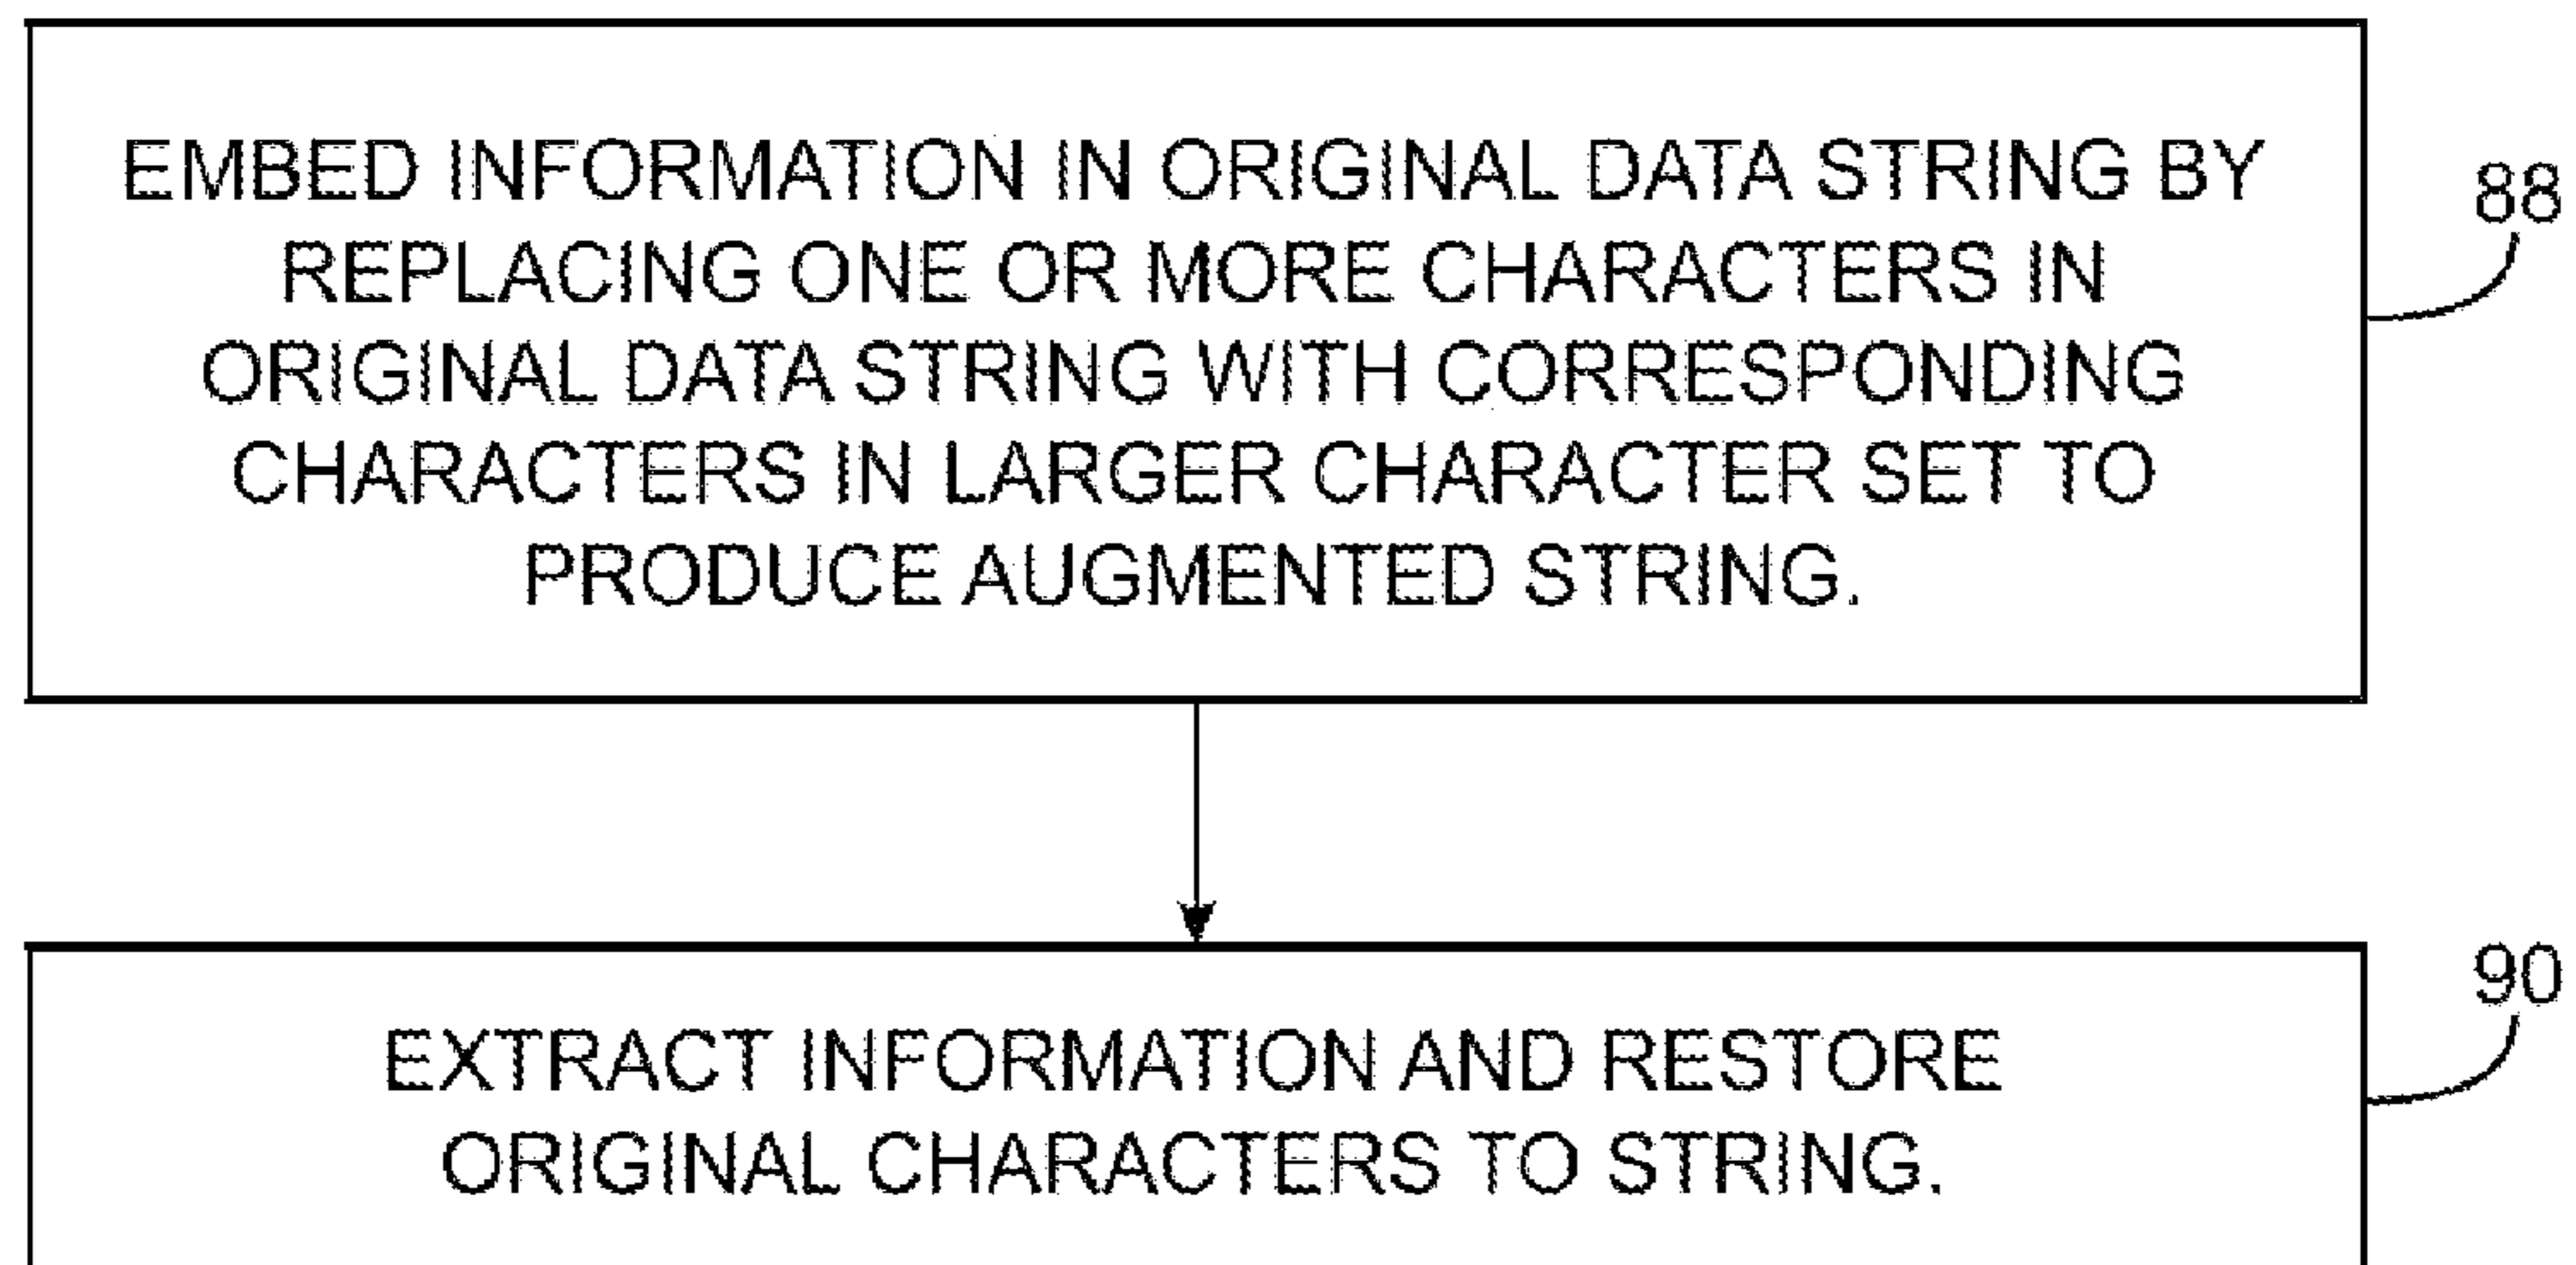 EMBED INFORMATION IN ORIGINAL DATA STRING BY
REPLACING ONE OR MORE CHARACTERS IN
ORIGINAL DATA STRING WITH CORRESPONDING
CHARACTERS IN LARGER CHARACTER SET TO
PRODUCE AUGMENTED STRING.
88
EXTRACT INFORMATION AND RESTORE
ORIGINAL CHARACTERS TO STRING.
90